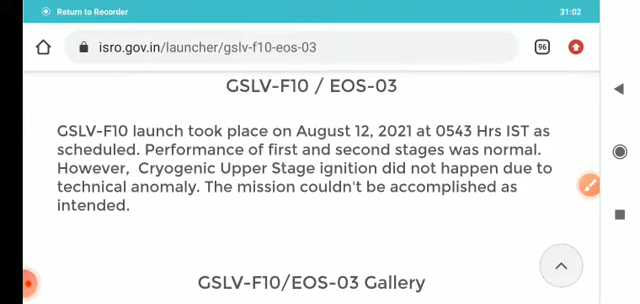 Return to Recorder
31:02
isro.gov.in/launcher/gslv-f10-eos-03
96
GSLV-F10 / EOS-03
GSLV-F10 launch took place on August 12, 2021 at 0543 Hrs IST as
scheduled. Performance of first and second stages was normal.
However, Cryogenic Upper Stage ignition did not happen due to
technical anomaly. The mission couldn't be accomplished as
intended.
GSLV-F10/EOS-03 Gallery